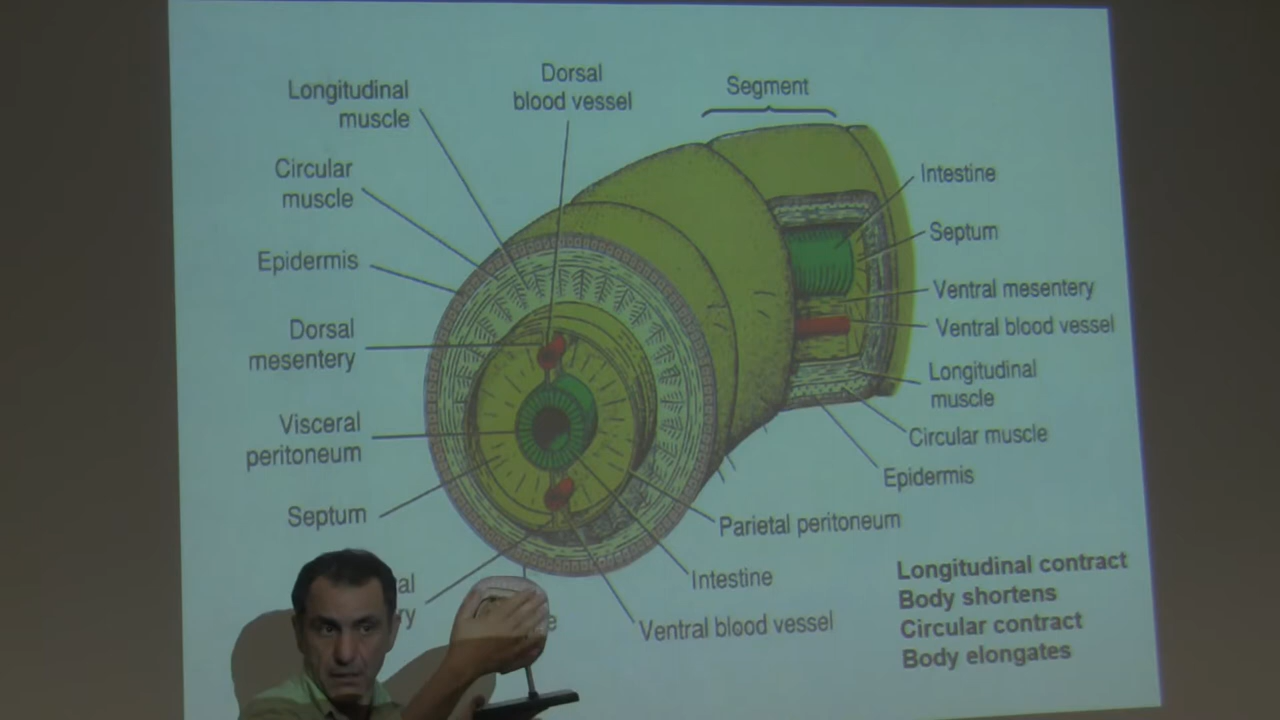 Longitudinal
muscle
Dorsal
blood vessel
Segment
Circular
muscle
Epidermis
Dorsal
mesentery
Visceral
peritoneum
Septum
al
ry
e
Intestine
Septum
Ventral mesentery
Ventral blood vessel
Longitudinal
muscle
Circular muscle
Epidermis
Parietal peritoneum
Intestine
Ventral blood vessel
Longitudinal contract
Body shortens
Circular contract
Body elongates